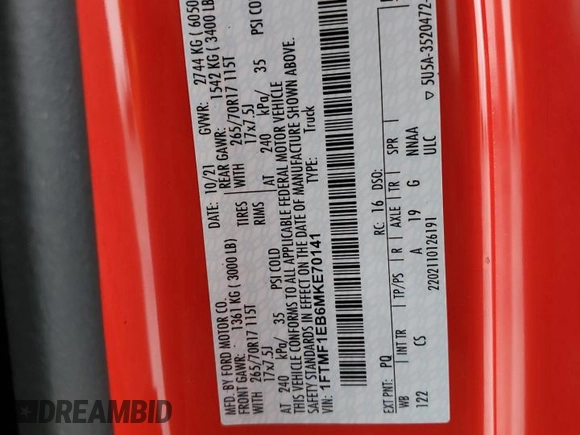 MFD. BY FORD MOTOR CO.
DATE: 10/21
GVWR: 2744 KG ( 6050
FRONT GAWR: 1361 KG ( 3000 LB)
REAR GAWR: 1542 KG ( 3400 LB
265/70R17 115T
TIRES WITH
265/70R17 115T
17x7.5J
RIMS
17x7.5J
AT 240 kPa/ 35 PSI COLD
AT 240 kPa/ 35 PSI CO
THIS VEHICLE CONFORMS TO ALL APPLICABLE FEDERAL MOTOR VEHICLE
SAFETY STANDARDS IN EFFECT ON THE DATE OF MANUFACTURE SHOWN ABOVE.
VIN: 1FTMF1EB6MKE70141
TYPE: Truck
EXT PNT: PQ
RC: 16 DSO:
WB INT TR TP/PS R AXLE TR SPR
122 CS A 19 G NNAA
2202110126191
ULC
▽ 5U5A-3520472-
DREAMBID